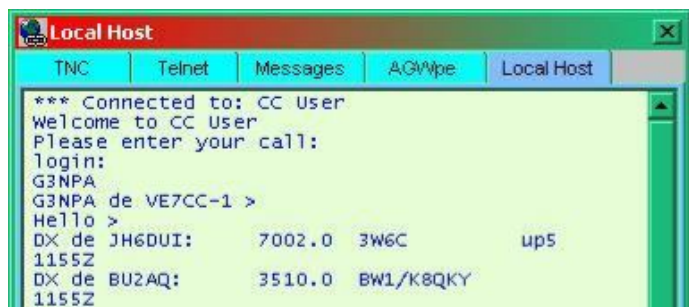 Local Host
TNC Telnet Messages AGWpe Local Host
*** Connected to: CC User
Welcome to CC User
Please enter your call:
login:
G3NPA
G3NPA de VE7CC-1 >
Hello >
DX de JH6DUI: 7002.0 3W6C up5
1155Z
DX de BU2AQ: 3510.0 BW1/K8QKY
1155Z